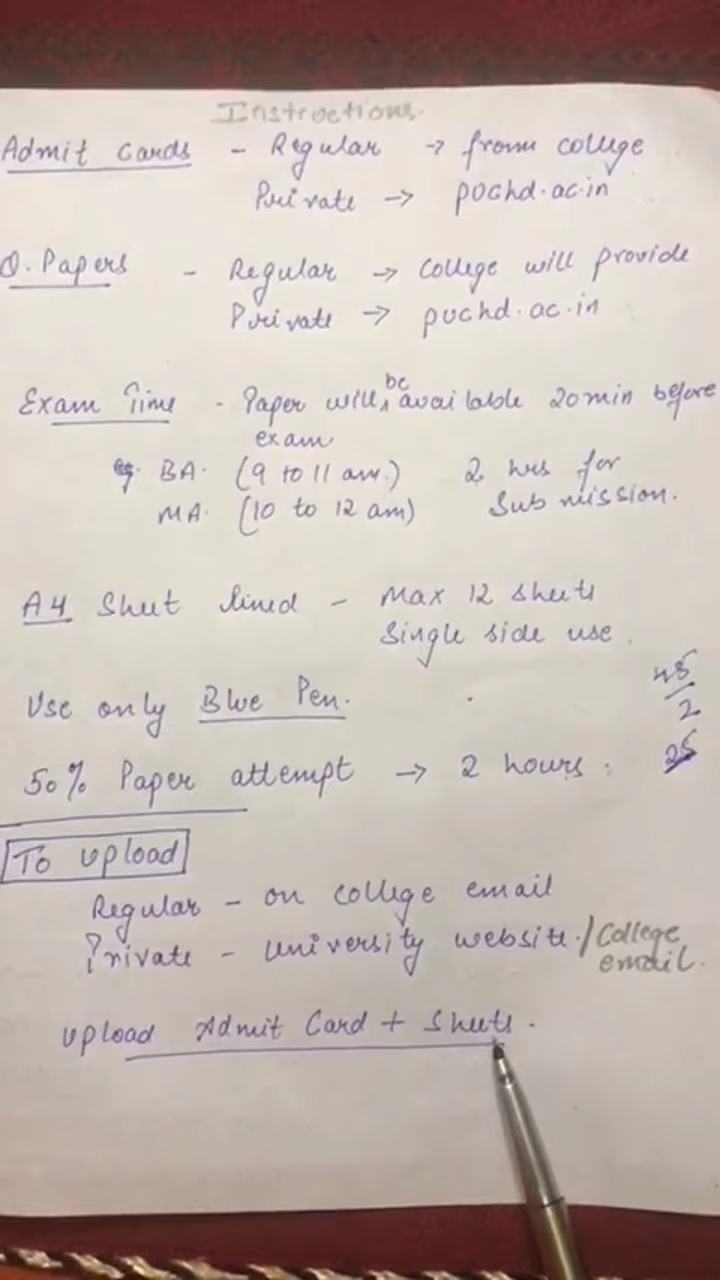 Instructions.
Admit Cards - Regular → from college
Private → puchd.ac.in
Q. Papers - Regular → College will provide
Private → puchd.ac.in
Exam Time - Paper will be available 20 min before
exam
eg. BA. (9 to 11 am.) 2 hrs for
MA. (10 to 12 am) Submission.
A4 Sheet lined - Max 12 sheets
Single side use.
Use only Blue Pen.
2
50% Paper attempt → 2 hours.
25
To upload
Regular - on college email
Private - University website./College
email.
Upload Admit Card + Sheets.